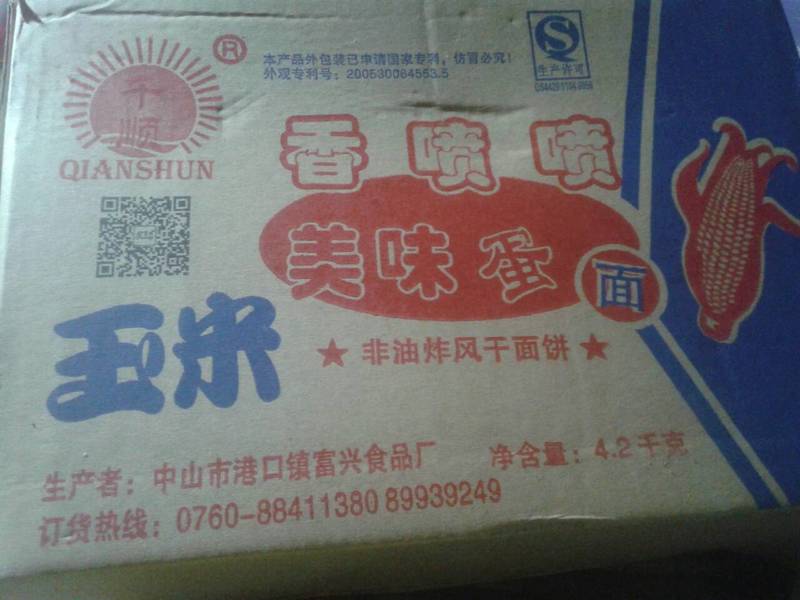 千顺
®
QIANSHUN
本产品外包装已申请国家专利，仿冒必究！
外观专利号：200530064553.5
S
生产许可
香喷喷
美味蛋面
玉米
★非油炸风干面饼★
生产者：中山市港口镇富兴食品厂
净含量：4.2千克
订货热线：0760-88411380 89939249